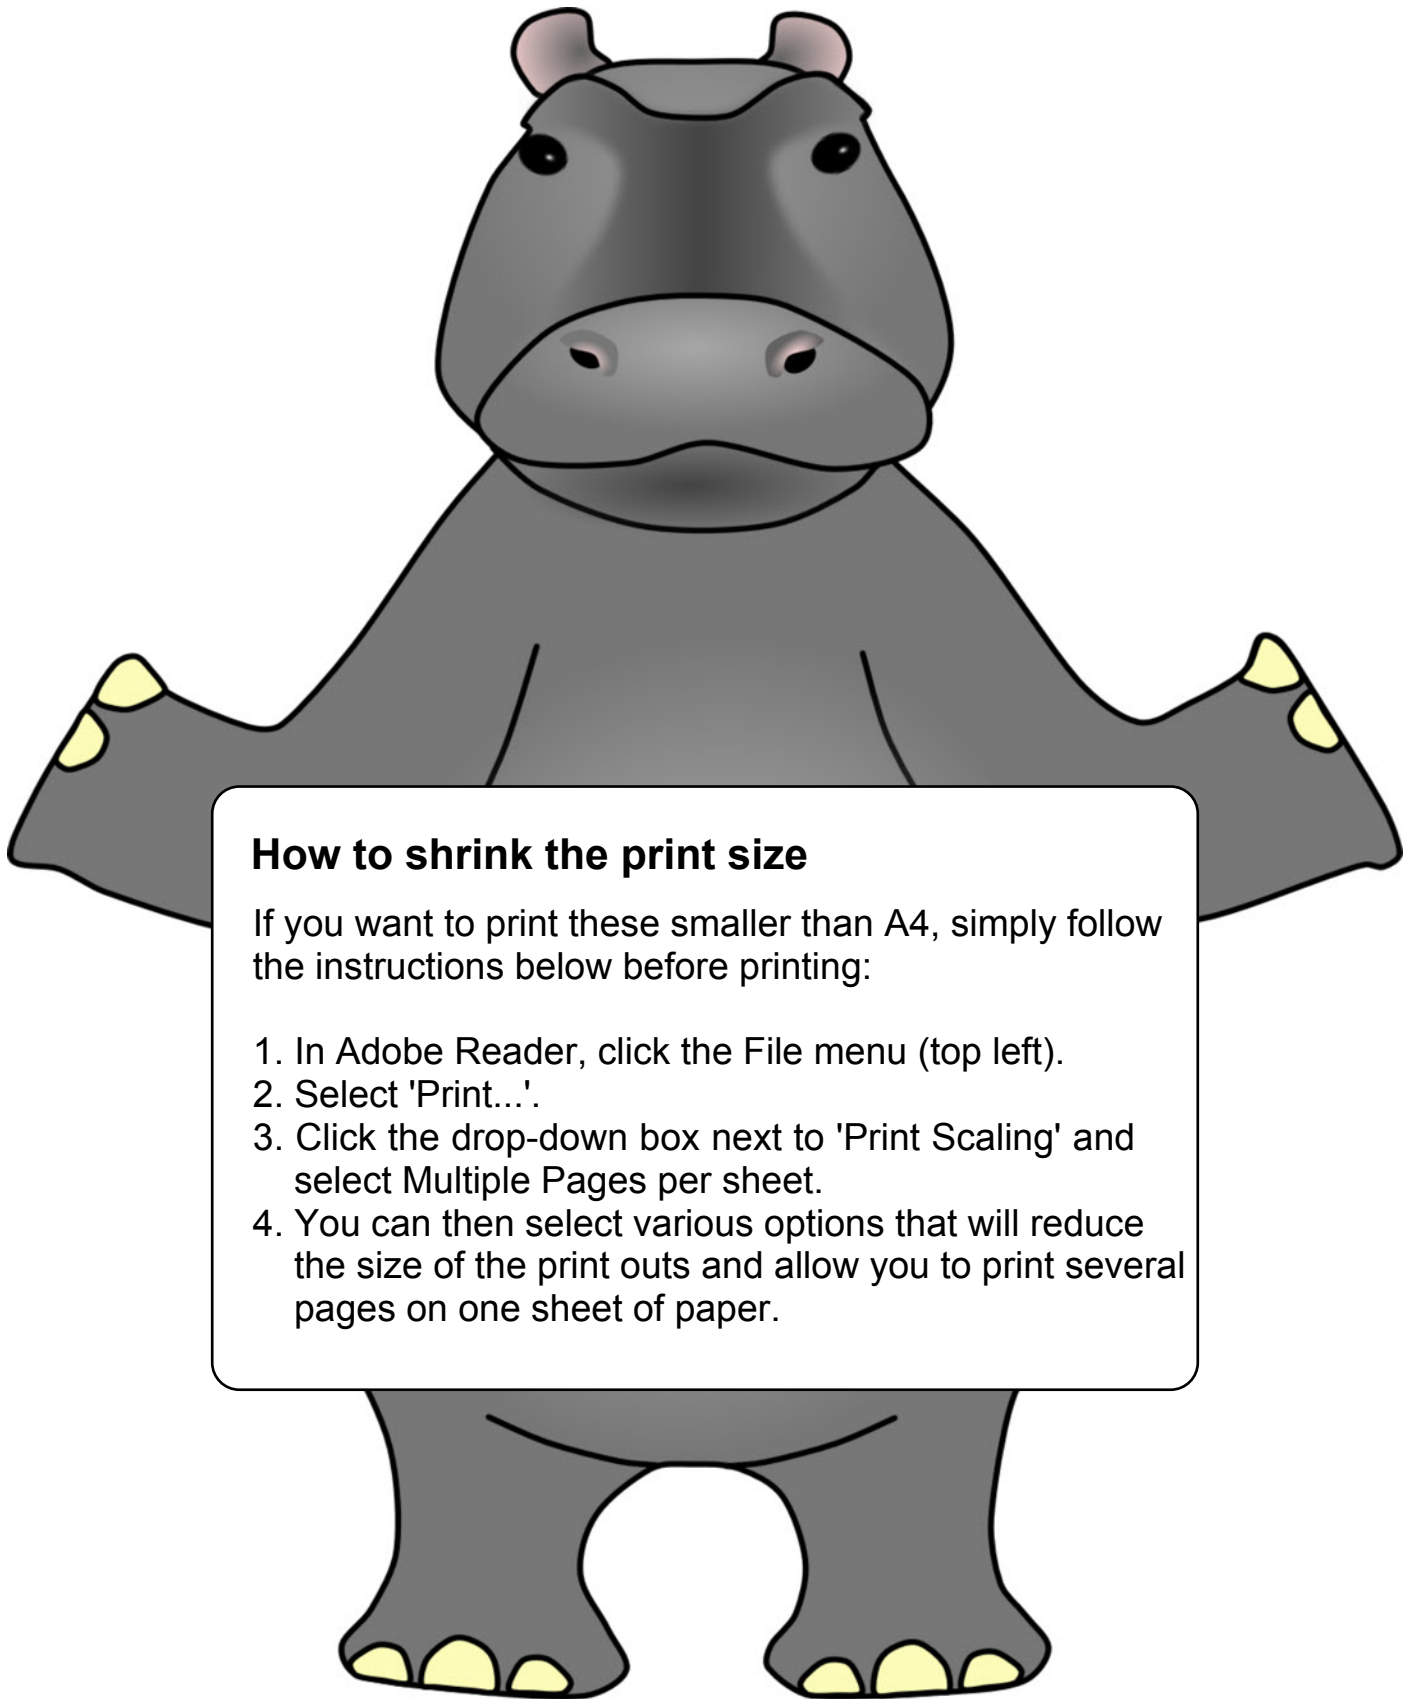 How to shrink the print size
If you want to print these smaller than A4, simply follow
the instructions below before printing:
1. In Adobe Reader, click the File menu (top left).
2. Select 'Print...'.
3. Click the drop-down box next to 'Print Scaling' and
select Multiple Pages per sheet.
4. You can then select various options that will reduce
the size of the print outs and allow you to print several
pages on one sheet of paper.